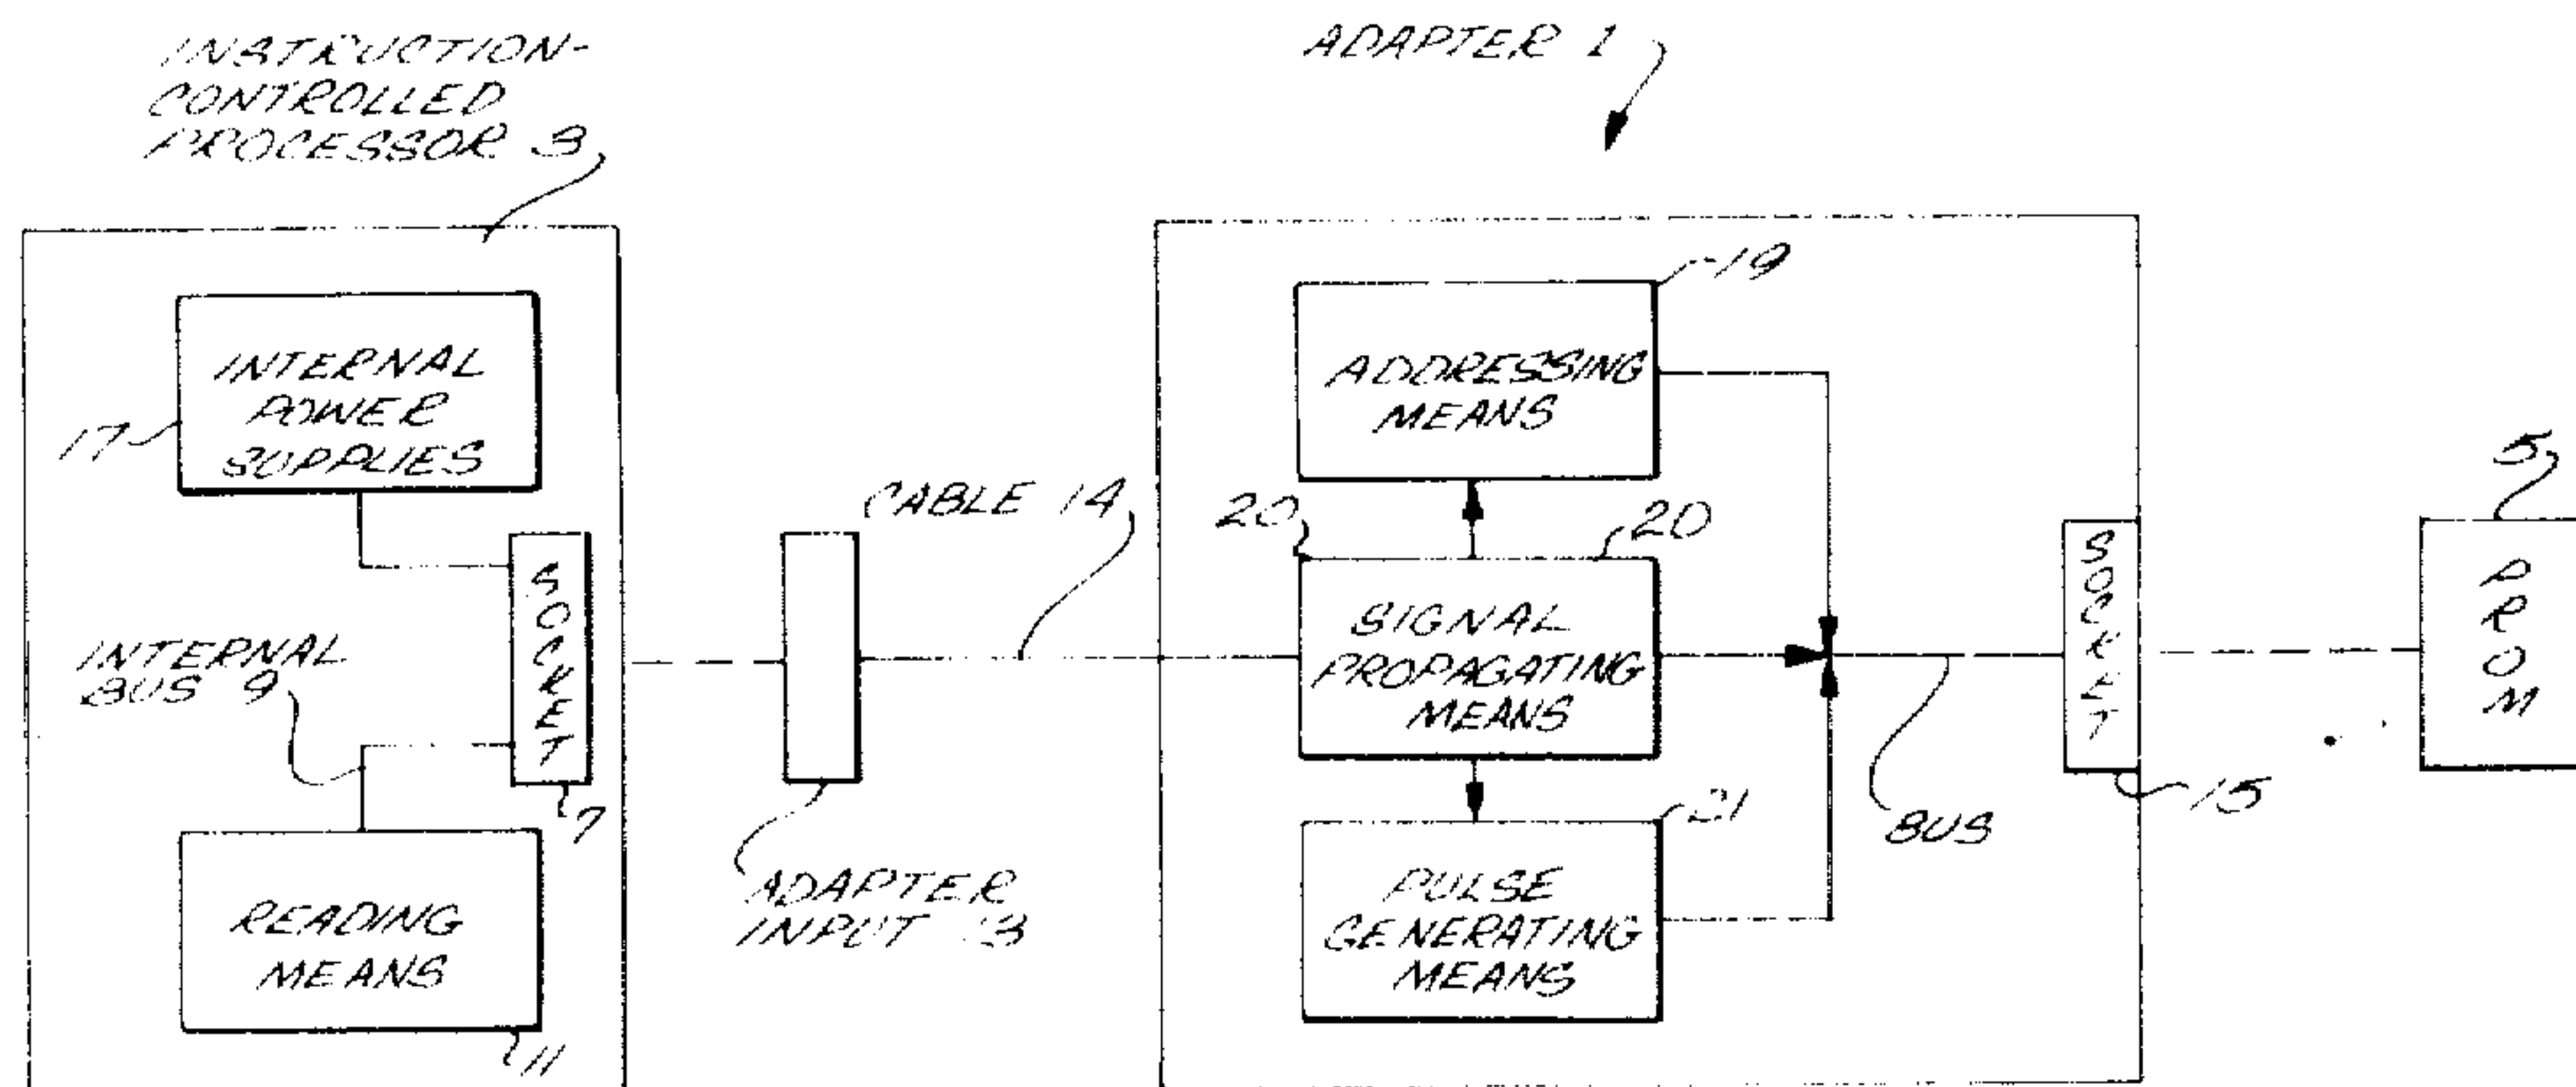 INSTRUCTION-
CONTROLLED
PROCESSOR 3
ADAPTER 1
INTERNAL
POWER
SUPPLIES
17
SOCKET
7
INTERNAL
BUS 9
READING
MEANS
11
CABLE 14
ADAPTER
INPUT 13
19
ADDRESSING
MEANS
20
20
SIGNAL
PROPAGATING
MEANS
21
PULSE
GENERATING
MEANS
BUS
SOCKET
15
5
PROM